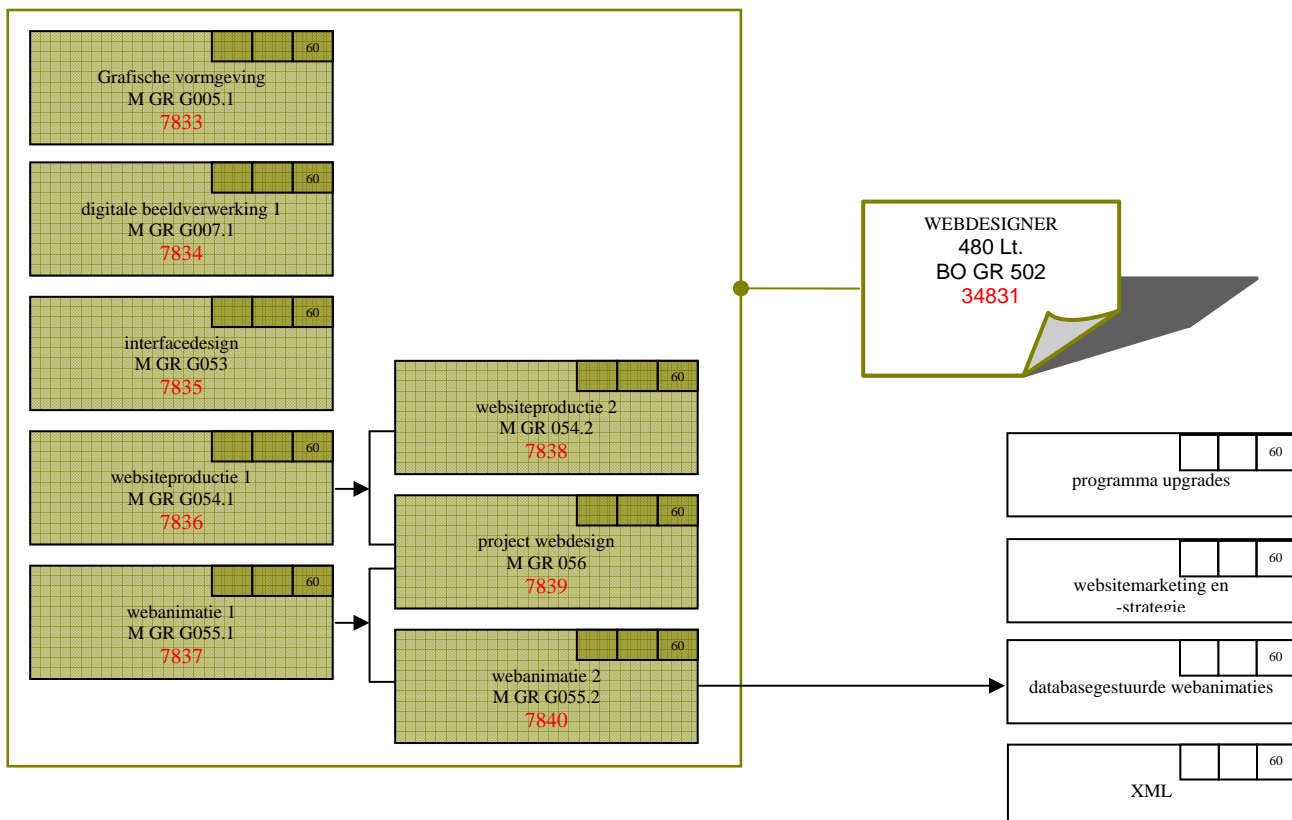 60
Grafische vormgeving
M GR G005.1
7833
60
digitale beeldverwerking 1
M GR G007.1
7834
60
interfacedesign
M GR G053
7835
60
websiteproductie 1
M GR G054.1
7836
60
webanimatie 1
M GR G055.1
7837
60
websiteproductie 2
M GR 054.2
7838
60
project webdesign
M GR 056
7839
60
webanimatie 2
M GR G055.2
7840
WEBDESIGNER
480 Lt.
BO GR 502
34831
60
programma upgrades
60
websitemarketing en
-strategie
60
databasegestuurde webanimaties
60
XML